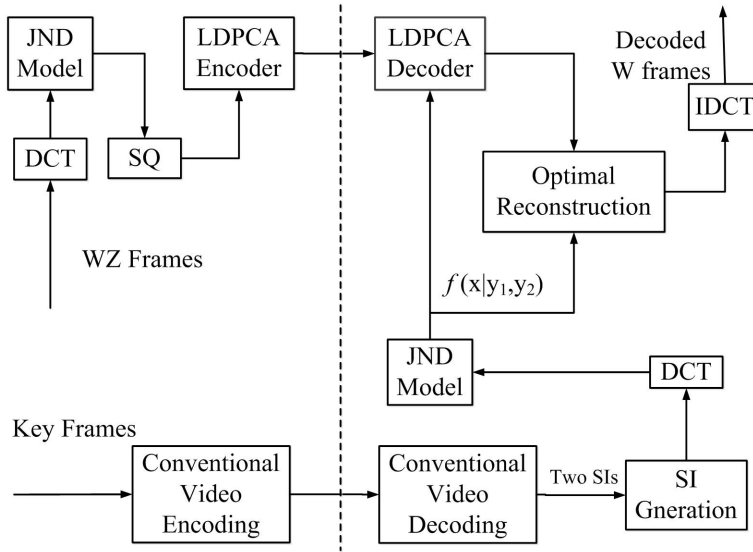 JND
Model
LDPCA
Encoder
LDPCA
Decoder
Decoded
W frames
IDCT
DCT
SQ
Optimal
Reconstruction
WZ Frames
f(x|y₁,y₂)
JND
Model
DCT
Key Frames
Conventional
Video
Encoding
Conventional
Video
Decoding
Two SIs
SI
Gneration